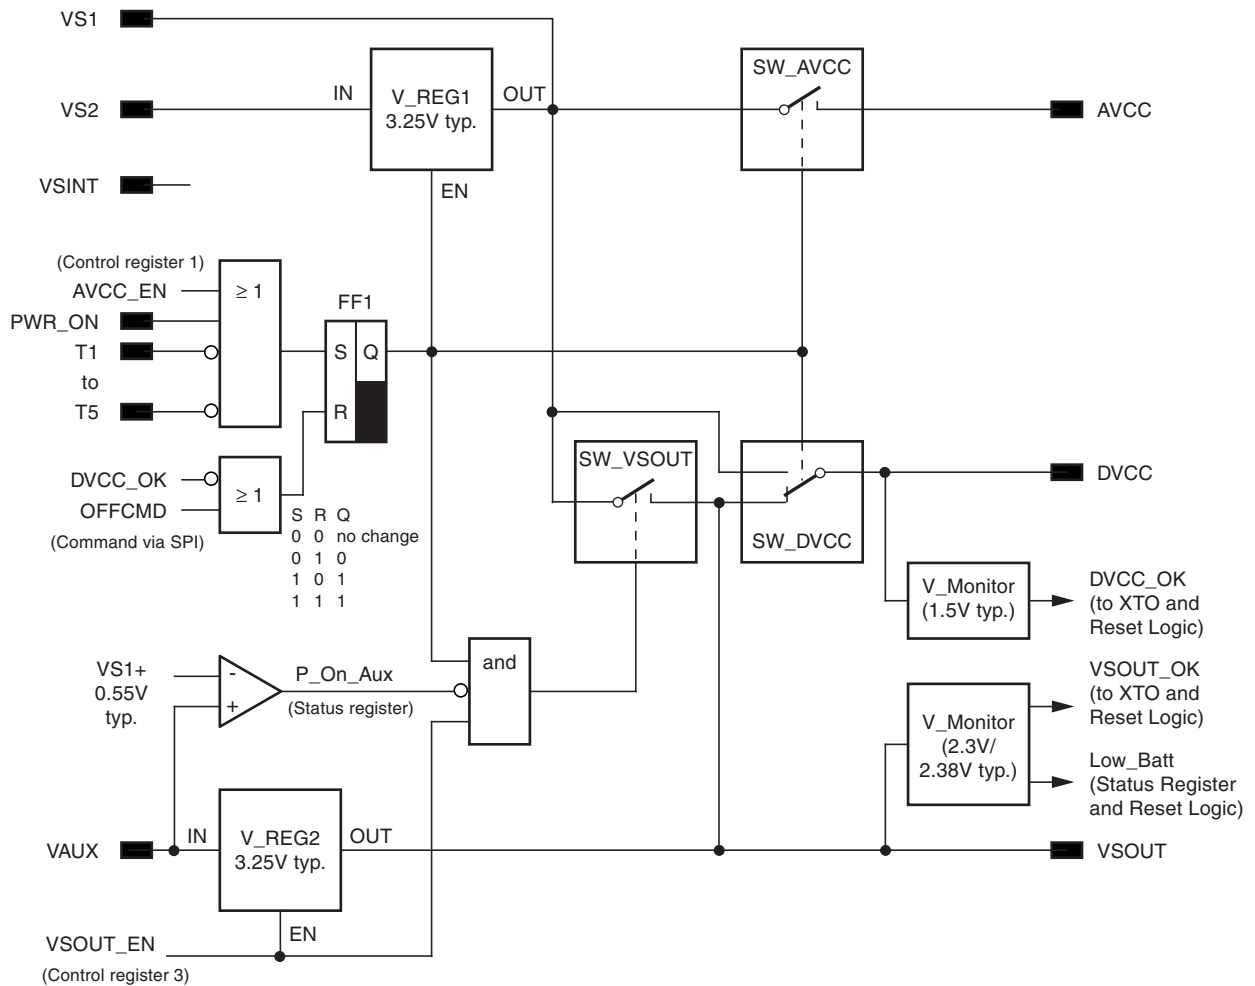 VS1
SW_AVCC
IN
V_REG1
3.25V typ.
OUT
VS2
AVCC
VSINT
EN
(Control register 1)
AVCC_EN
≥ 1
FF1
PWR_ON
T1
S Q
to
T5
R
SW_VSOUT
DVCC
DVCC_OK
≥ 1
OFFCMD
(Command via SPI)
S R Q
0 0 no change
0 1 0
1 0 1
1 1 1
SW_DVCC
V_Monitor
(1.5V typ.)
DVCC_OK
(to XTO and
Reset Logic)
and
VS1+
0.55V
typ.
-
+
P_On_Aux
(Status register)
VSOUT_OK
(to XTO and
Reset Logic)
V_Monitor
(2.3V/
2.38V typ.)
Low_Batt
(Status Register
and Reset Logic)
VAUX
IN
V_REG2
3.25V typ.
OUT
VSOUT
EN
VSOUT_EN
(Control register 3)